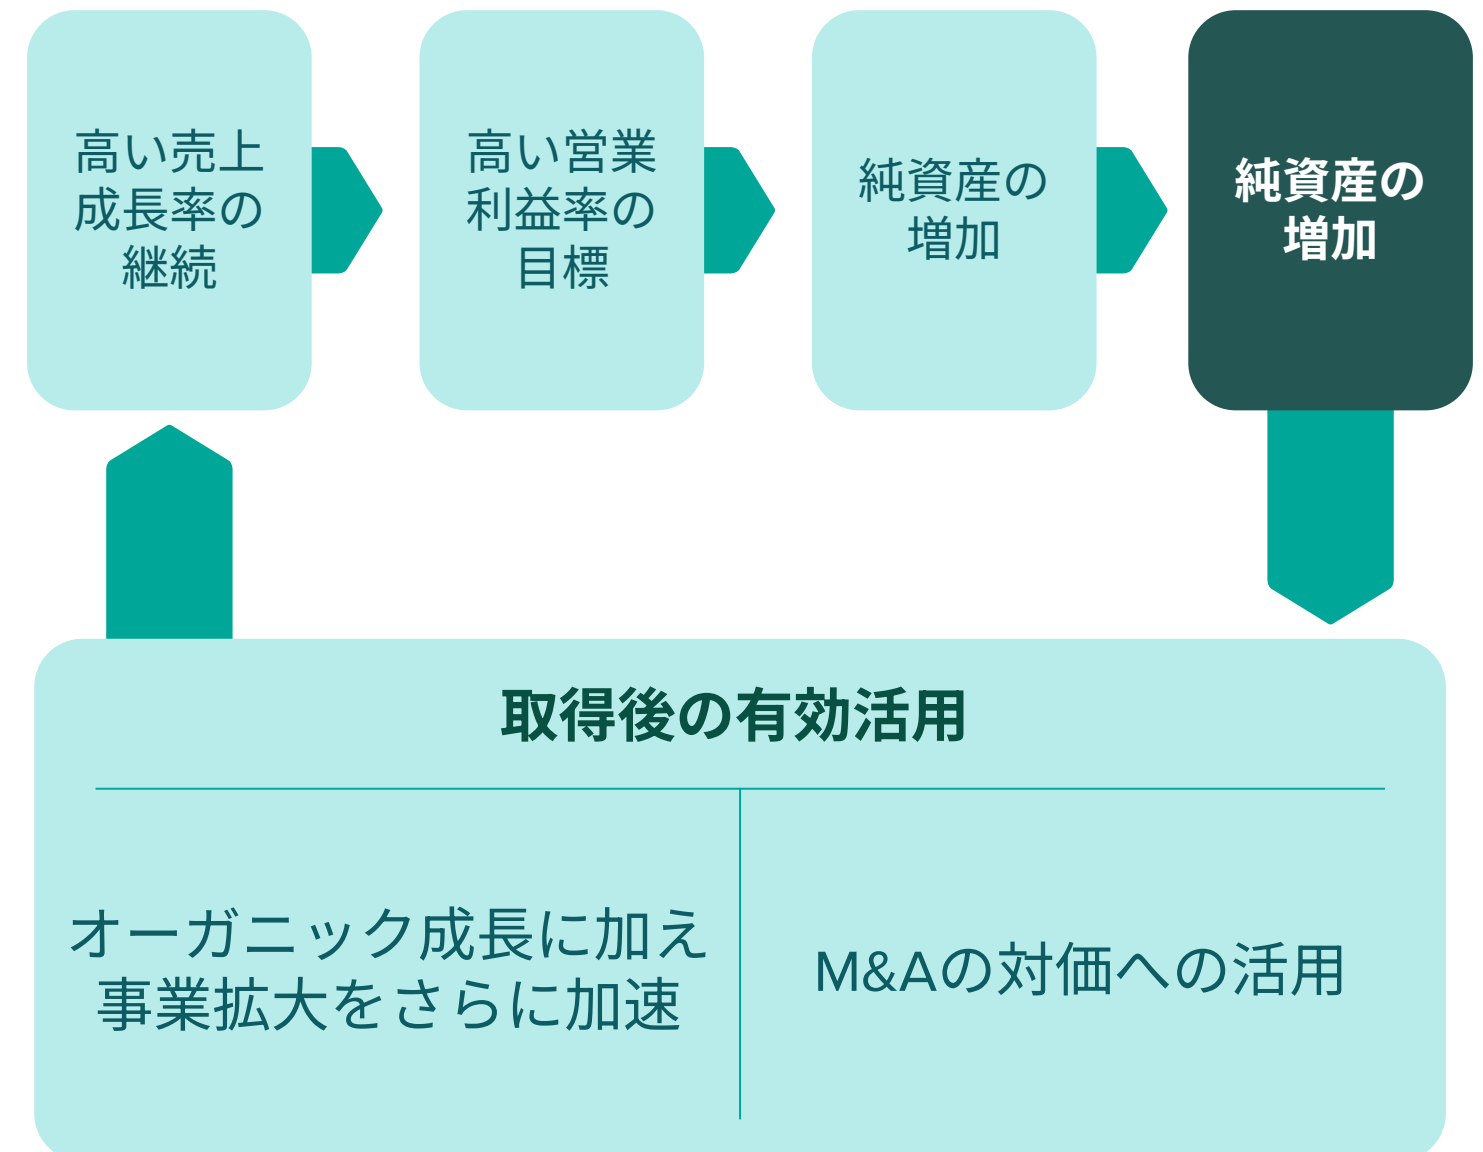 高い売上
成長率の
継続
高い営業
利益率の
目標
純資産の
増加
純資産の
増加
取得後の有効活用
オーガニック成長に加え
事業拡大をさらに加速
M&Aの対価への活用